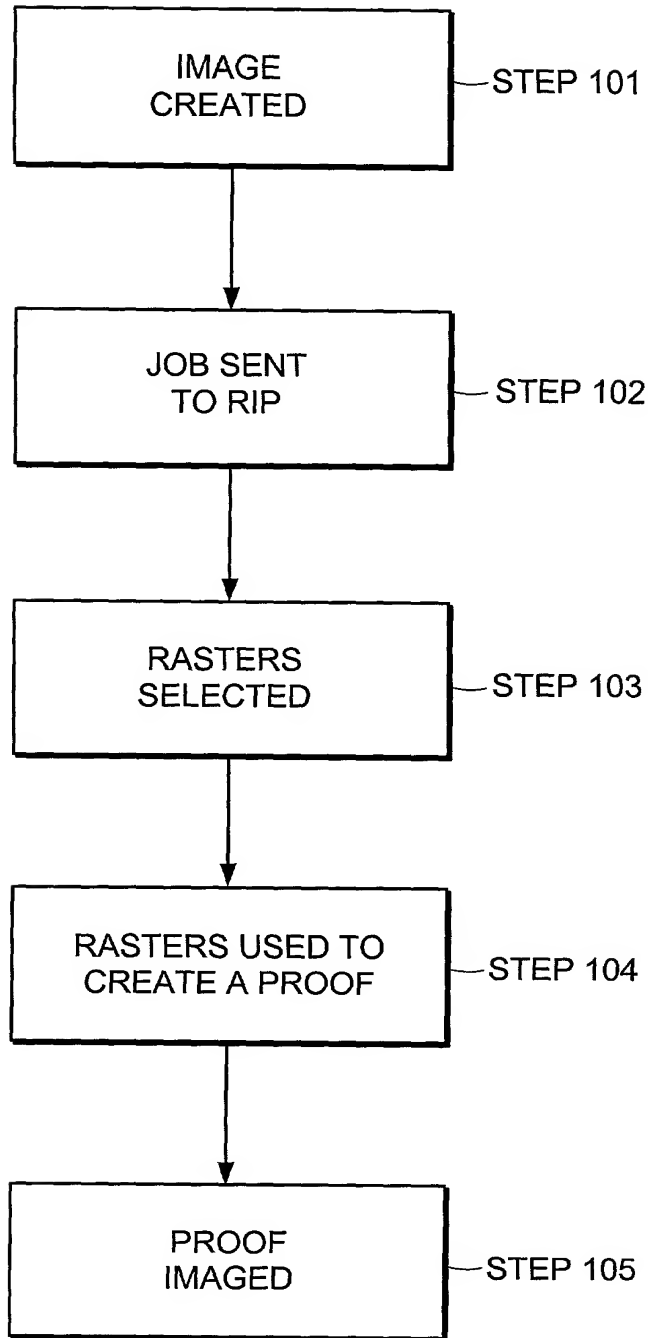 IMAGE
CREATED
STEP 101
JOB SENT
TO RIP
STEP 102
RASTERS
SELECTED
STEP 103
RASTERS USED TO
CREATE A PROOF
STEP 104
PROOF
IMAGED
STEP 105